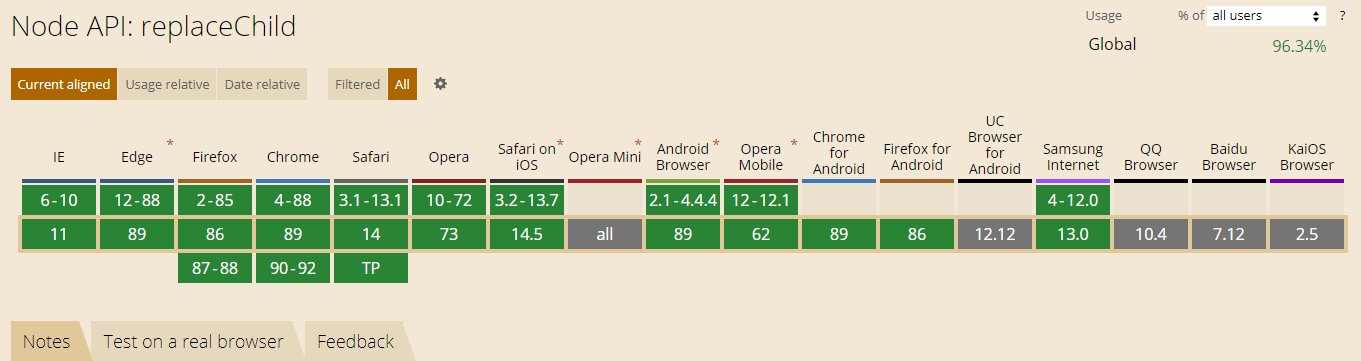 Node API: replaceChild
Usage % of all users ?
Global 96.34%
Current aligned Usage relative Date relative Filtered All
IE Edge * Firefox Chrome Safari Opera Safari on iOS * Opera Mini Android Browser * Opera Mobile * Chrome for Android Firefox for Android UC Browser for Android Samsung Internet QQ Browser Baidu Browser KaiOS Browser
6-10 12-88 2-85 4-88 3.1-13.1 10-72 3.2-13.7 2.1-4.4.4 12-12.1 4-12.0
11 89 86 89 14 73 14.5 all 89 62 89 86 12.12 13.0 10.4 7.12 2.5
87-88 90-92 TP
Notes Test on a real browser Feedback